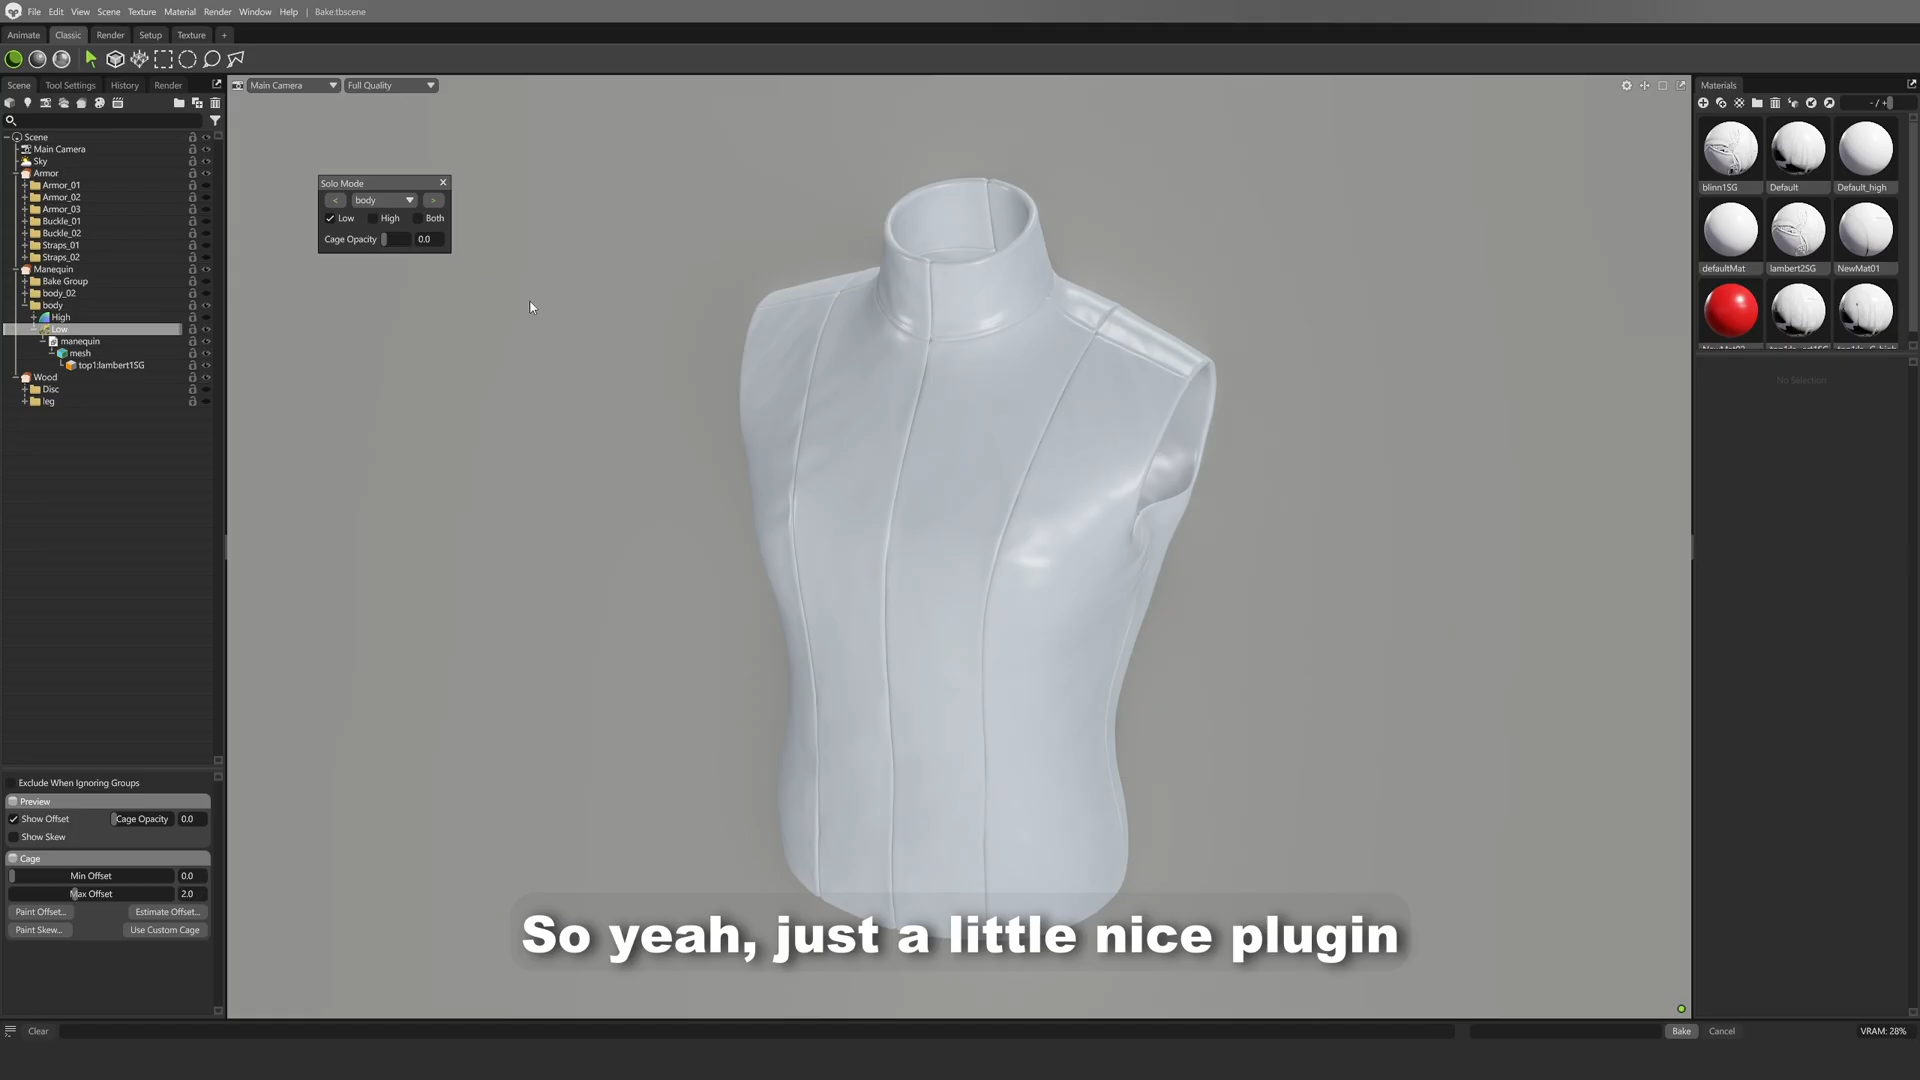 File Edit View Scene Texture Material Render Window Help | Bake.tbscene
Animate Classic Render Setup Texture +
Scene Tool Settings History Render
Main Camera Full Quality
Materials
- / +
Scene
Main Camera
Sky
Armor
Armor_01
Armor_02
Armor_03
Buckle_01
Buckle_02
Straps_01
Straps_02
Manequin
Bake Group
body_02
body
High
Low
manequin
mesh
top1:lambert1SG
Wood
Disc
leg
Solo Mode
< body >
Low High Both
Cage Opacity 0.0
blinn1SG Default Default_high
defaultMat lambert2SG NewMat01
No Selection
Exclude When Ignoring Groups
Preview
Show Offset Cage Opacity 0.0
Show Skew
Cage
Min Offset 0.0
Max Offset 2.0
Paint Offset... Estimate Offset...
Paint Skew... Use Custom Cage
So yeah, just a little nice plugin
Clear Bake Cancel VRAM: 28%